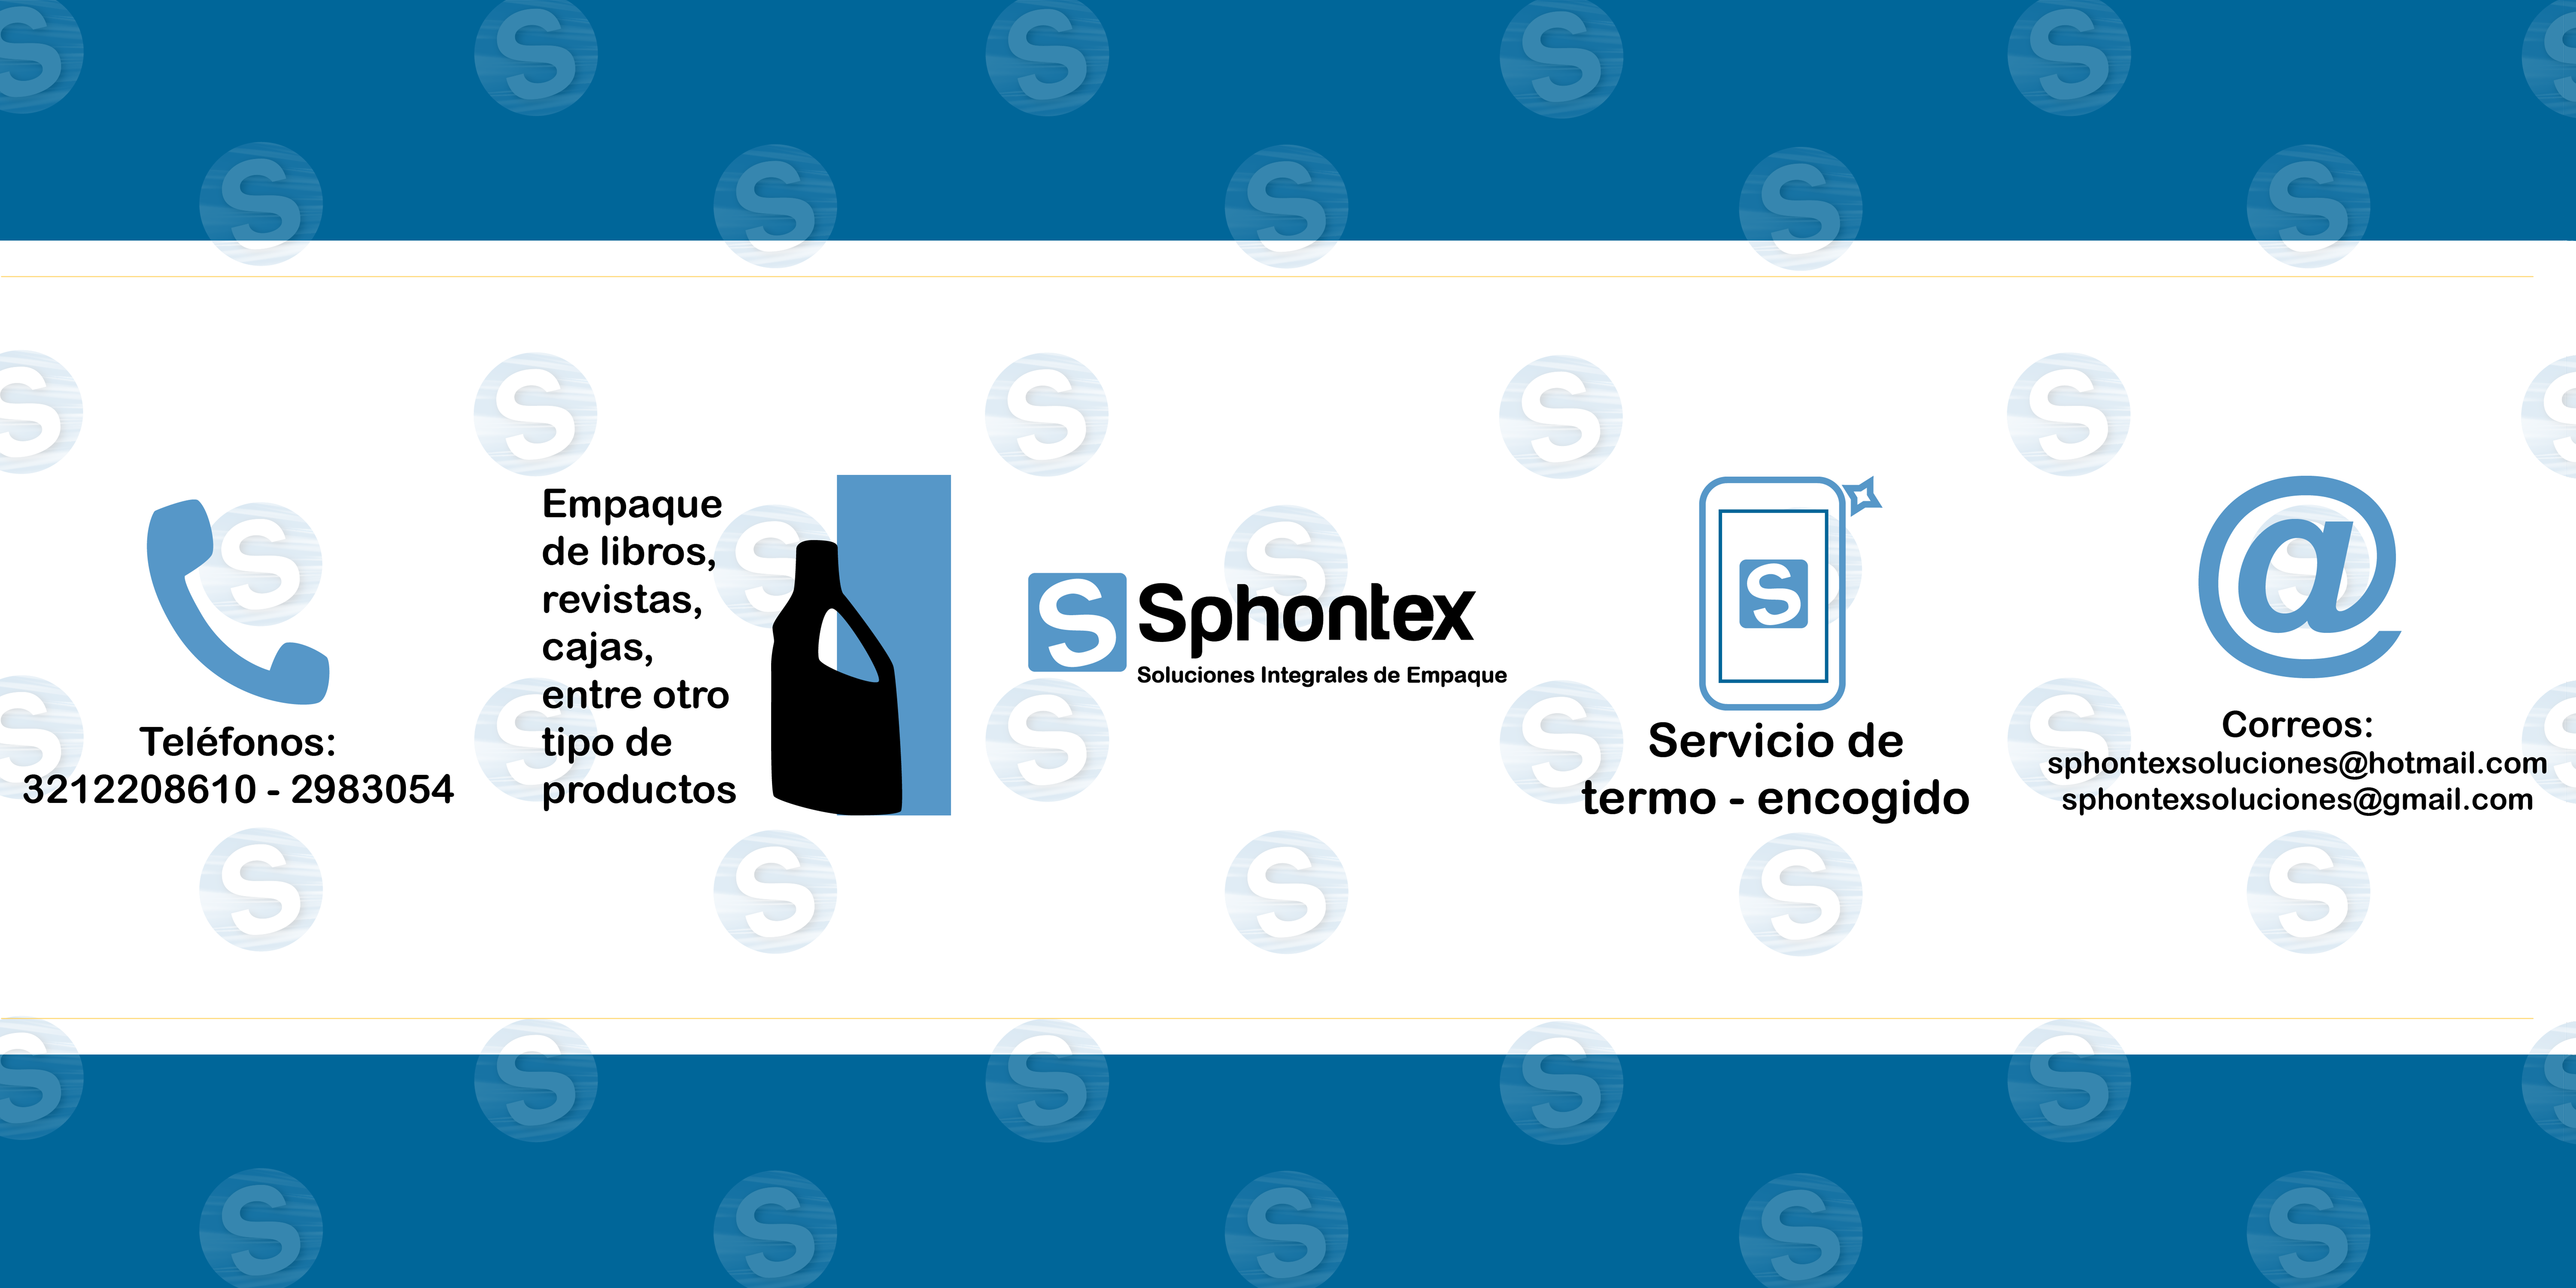 Teléfonos:
3212208610 - 2983054
Empaque
de libros,
revistas,
cajas,
entre otro
tipo de
productos
S Sphontex
Soluciones Integrales de Empaque
S
Servicio de
termo - encogido
@
Correos:
sphontexsoluciones@hotmail.com
sphontexsoluciones@gmail.com